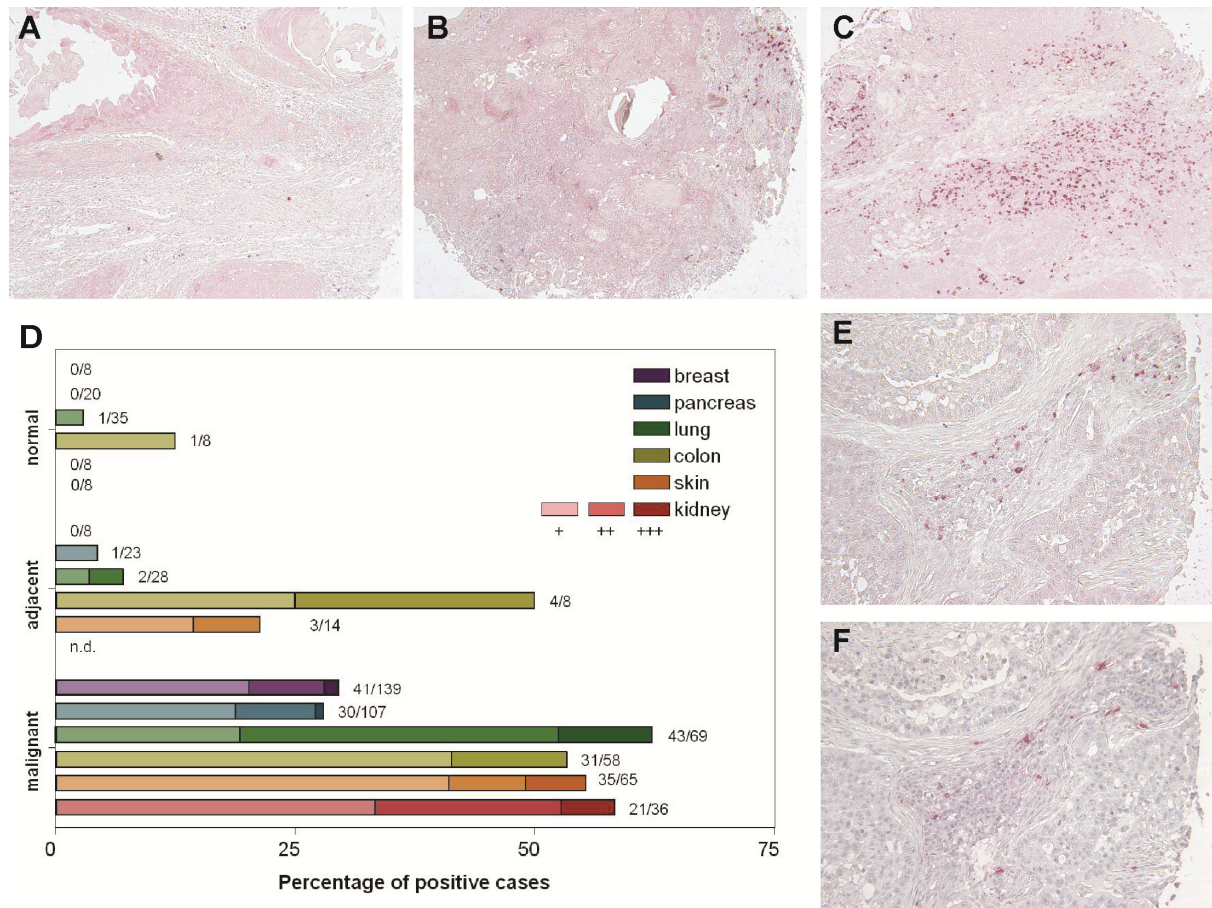 A
B
C
D
normal
0/8
0/20
1/35
1/8
0/8
0/8
breast
pancreas
lung
colon
skin
kidney
+ ++ +++
adjacent
0/8
1/23
2/28
4/8
3/14
n.d.
malignant
41/139
30/107
43/69
31/58
35/65
21/36
0 25 50 75
Percentage of positive cases
E
F